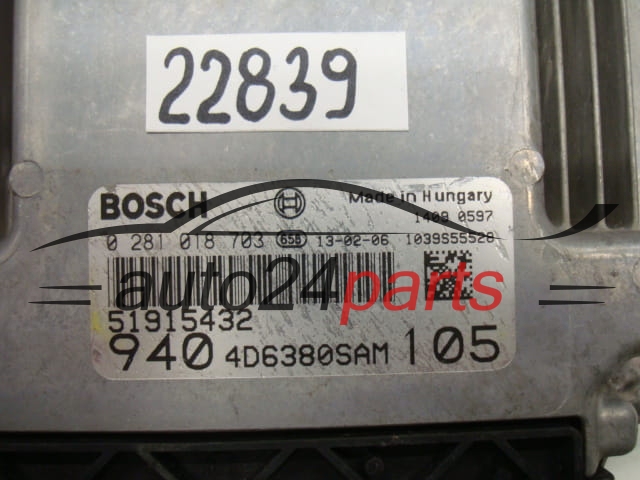 22839
BOSCH Made in Hungary
1409 0597
0 281 018 703 658 13-02-06 1039S55528
auto24parts
51915432
940 4D6380SAM 105